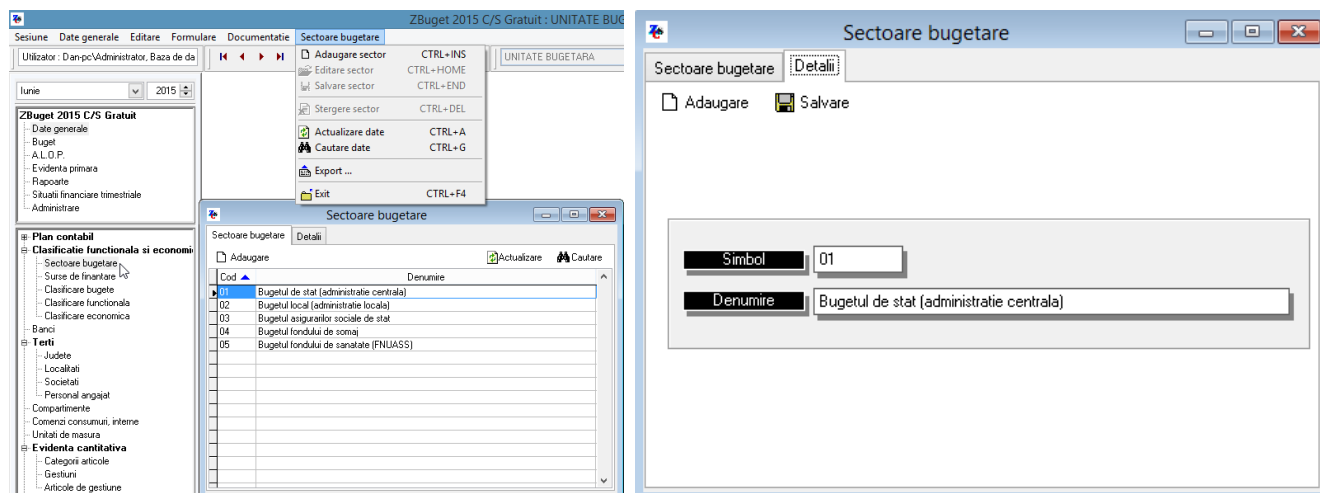 ZBuget 2015 C/S Gratuit : UNITATE BUG
Sesiune Date generale Editare Formulare Documentatie Sectoare bugetare
Utilizator : Dan-pc\Administrator, Baza de da
UNITATE BUGETARA
Adaugare sector CTRL+INS
Editare sector CTRL+HOME
Salvare sector CTRL+END
Stergere sector CTRL+DEL
Actualizare date CTRL+A
Cautare date CTRL+G
Export ...
Exit CTRL+F4
Iunie 2015
ZBuget 2015 C/S Gratuit
Date generale
Buget
A.L.O.P.
Evidenta primara
Rapoarte
Situatii financiare trimestriale
Administrare
Plan contabil
Clasificatie functionala si economi
Sectoare bugetare
Surse de finantare
Clasificare bugete
Clasificare functionala
Clasificare economica
Banci
Terti
Judete
Localitati
Societati
Personal angajat
Compartimente
Comenzi consumuri, interne
Unitati de masura
Evidenta cantitativa
Categorii articole
Gestiuni
Articole de gestiune
Sectoare bugetare
Sectoare bugetare Detalii
Adaugare Actualizare Cautare
Cod Denumire
01 Bugetul de stat (administratie centrala)
02 Bugetul local (administratie locala)
03 Bugetul asigurarilor sociale de stat
04 Bugetul fondului de somaj
05 Bugetul fondului de sanatate (FNUASS)
Sectoare bugetare
Sectoare bugetare Detalii
Adaugare Salvare
Simbol 01
Denumire Bugetul de stat (administratie centrala)